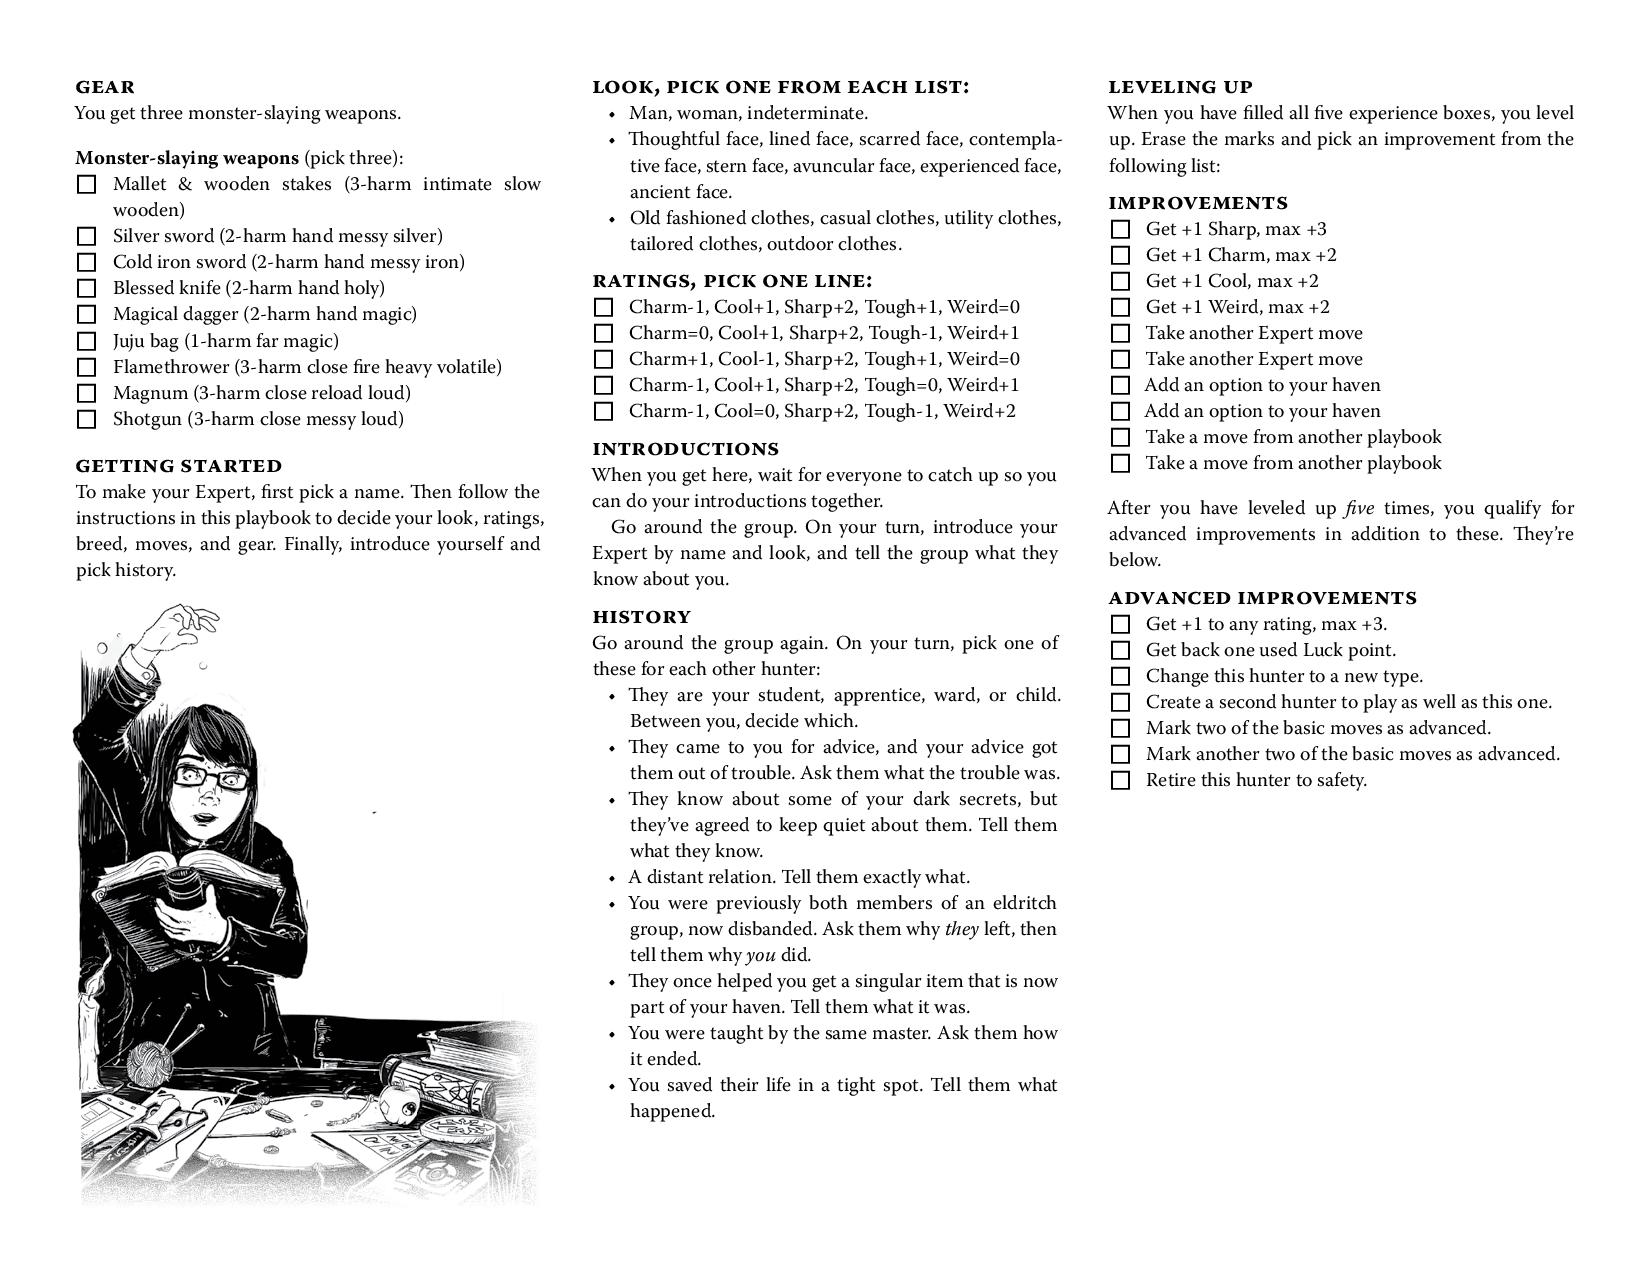 GEAR
You get three monster-slaying weapons.
Monster-slaying weapons (pick three):
Mallet & wooden stakes (3-harm intimate slow
wooden)
Silver sword (2-harm hand messy silver)
Cold iron sword (2-harm hand messy iron)
Blessed knife (2-harm hand holy)
Magical dagger (2-harm hand magic)
Juju bag (1-harm far magic)
Flamethrower (3-harm close fire heavy volatile)
Magnum (3-harm close reload loud)
Shotgun (3-harm close messy loud)
GETTING STARTED
To make your Expert, first pick a name. Then follow the
instructions in this playbook to decide your look, ratings,
breed, moves, and gear. Finally, introduce yourself and
pick history.
LOOK, PICK ONE FROM EACH LIST:
• Man, woman, indeterminate.
• Thoughtful face, lined face, scarred face, contempla-
tive face, stern face, avuncular face, experienced face,
ancient face.
• Old fashioned clothes, casual clothes, utility clothes,
tailored clothes, outdoor clothes.
RATINGS, PICK ONE LINE:
Charm-1, Cool+1, Sharp+2, Tough+1, Weird=0
Charm=0, Cool+1, Sharp+2, Tough-1, Weird+1
Charm+1, Cool-1, Sharp+2, Tough+1, Weird=0
Charm-1, Cool+1, Sharp+2, Tough=0, Weird+1
Charm-1, Cool=0, Sharp+2, Tough-1, Weird+2
INTRODUCTIONS
When you get here, wait for everyone to catch up so you
can do your introductions together.
Go around the group. On your turn, introduce your
Expert by name and look, and tell the group what they
know about you.
HISTORY
Go around the group again. On your turn, pick one of
these for each other hunter:
• They are your student, apprentice, ward, or child.
Between you, decide which.
• They came to you for advice, and your advice got
them out of trouble. Ask them what the trouble was.
• They know about some of your dark secrets, but
they've agreed to keep quiet about them. Tell them
what they know.
• A distant relation. Tell them exactly what.
• You were previously both members of an eldritch
group, now disbanded. Ask them why they left, then
tell them why you did.
• They once helped you get a singular item that is now
part of your haven. Tell them what it was.
• You were taught by the same master. Ask them how
it ended.
• You saved their life in a tight spot. Tell them what
happened.
LEVELING UP
When you have filled all five experience boxes, you level
up. Erase the marks and pick an improvement from the
following list:
IMPROVEMENTS
Get +1 Sharp, max +3
Get +1 Charm, max +2
Get +1 Cool, max +2
Get +1 Weird, max +2
Take another Expert move
Take another Expert move
Add an option to your haven
Add an option to your haven
Take a move from another playbook
Take a move from another playbook
After you have leveled up five times, you qualify for
advanced improvements in addition to these. They're
below.
ADVANCED IMPROVEMENTS
Get +1 to any rating, max +3.
Get back one used Luck point.
Change this hunter to a new type.
Create a second hunter to play as well as this one.
Mark two of the basic moves as advanced.
Mark another two of the basic moves as advanced.
Retire this hunter to safety.